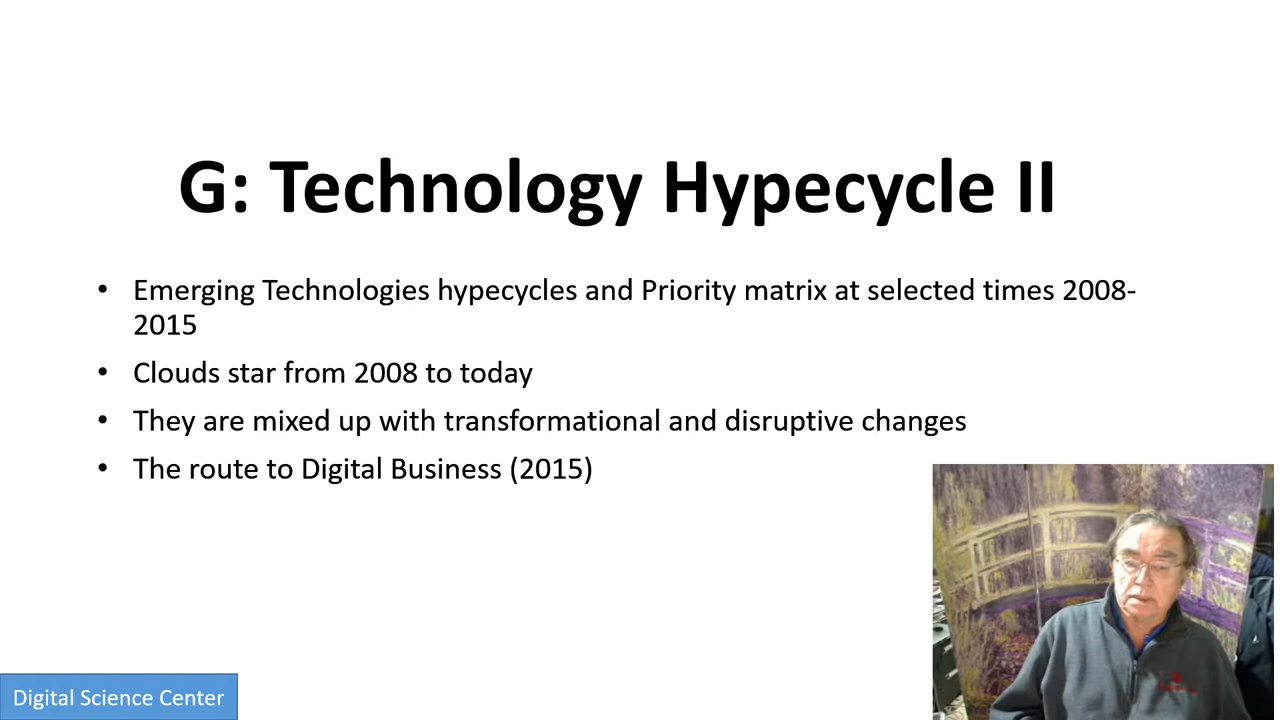 G: Technology Hypecycle II
• Emerging Technologies hypecycles and Priority matrix at selected times 2008-
2015
• Clouds star from 2008 to today
• They are mixed up with transformational and disruptive changes
• The route to Digital Business (2015)
Digital Science Center